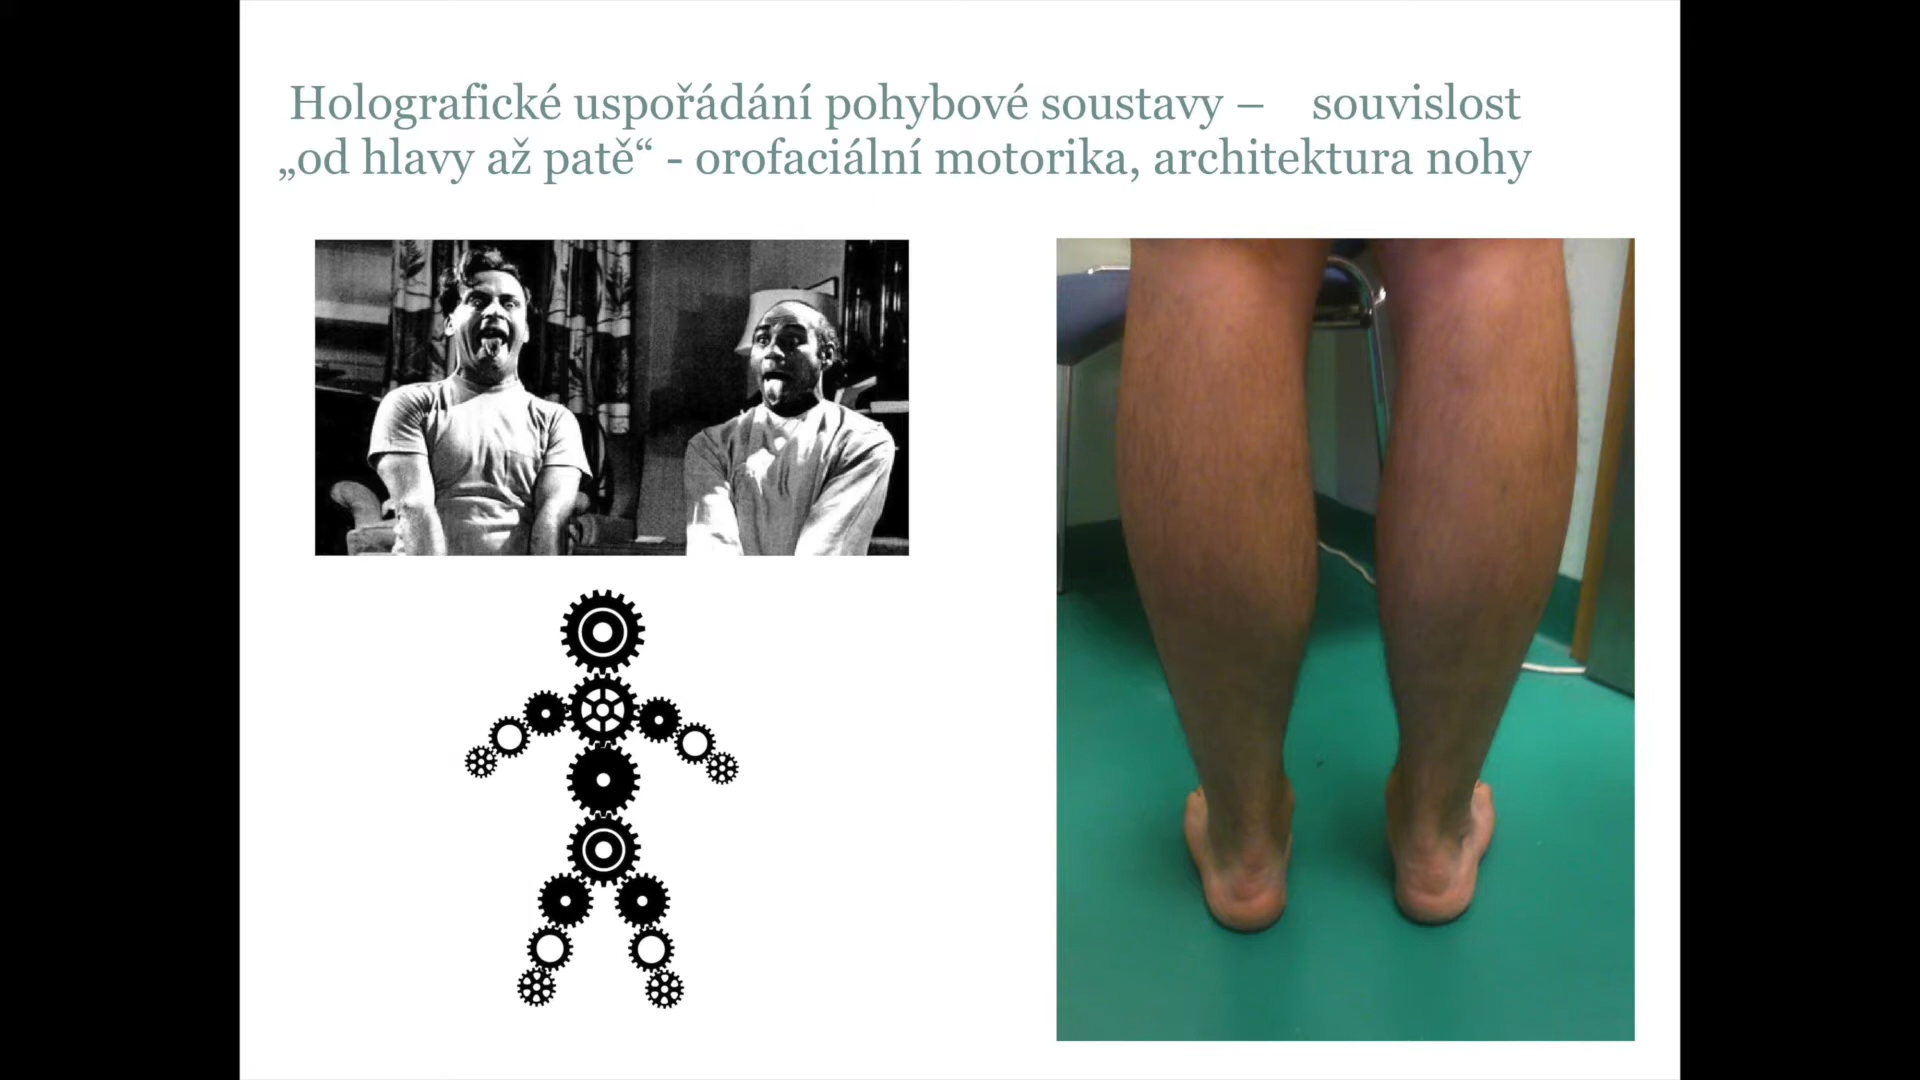 Holografické uspořádání pohybové soustavy – souvislost
„od hlavy až patě“ - orofaciální motorika, architektura nohy